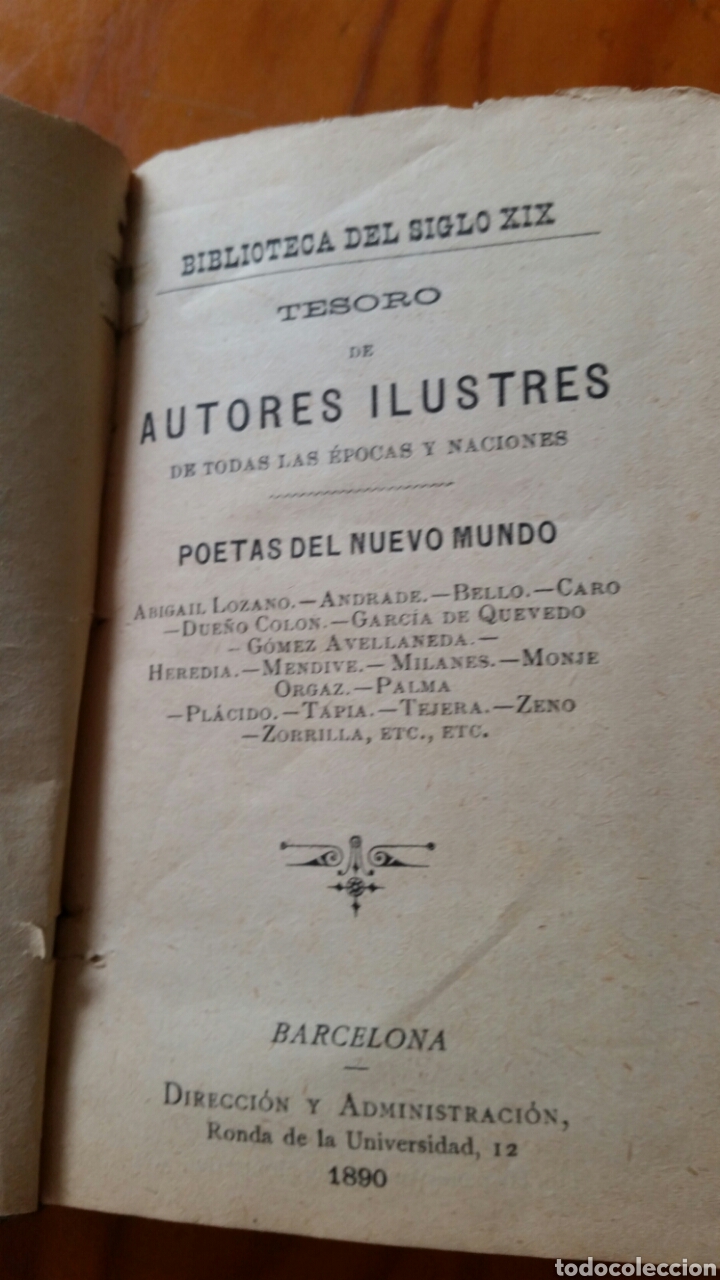 BIBLIOTECA DEL SIGLO XIX
TESORO
DE
AUTORES ILUSTRES
DE TODAS LAS ÉPOCAS Y NACIONES
POETAS DEL NUEVO MUNDO
ABIGAIL LOZANO.—ANDRADE.—BELLO.—CARO
—DUEÑO COLON.—GARCÍA DE QUEVEDO
— GÓMEZ AVELLANEDA.—
HEREDIA.—MENDIVE.— MILANES.—MONJE
ORGAZ.—PALMA
—PLÁCIDO.—TAPIA.—TEJERA.—ZENO
—ZORRILLA, ETC., ETC.
BARCELONA
DIRECCIÓN Y ADMINISTRACIÓN,
Ronda de la Universidad, 12
1890
todocoleccion